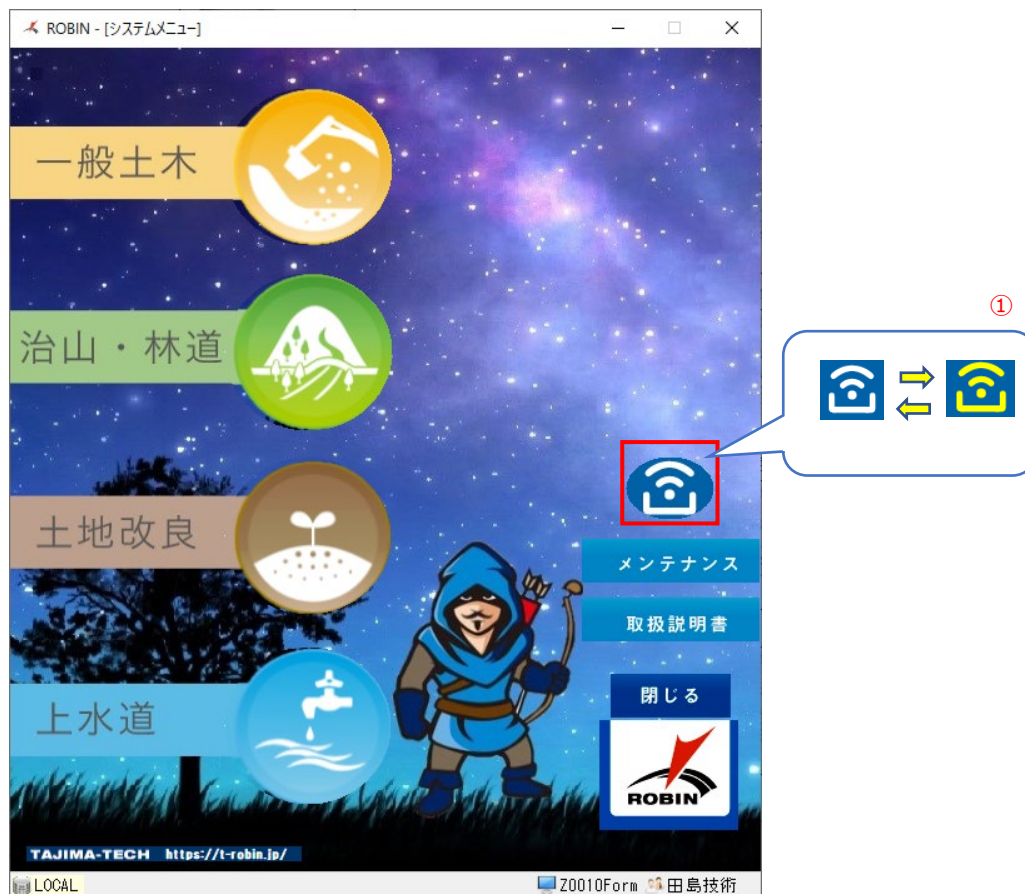 ROBIN - [システムメニュー]
一般土木
治山・林道
土地改良
上水道
①
メンテナンス
取扱説明書
閉じる
ROBIN
TAJIMA-TECH https://t-robin.jp/
LOCAL
Z0010Form 田島技術